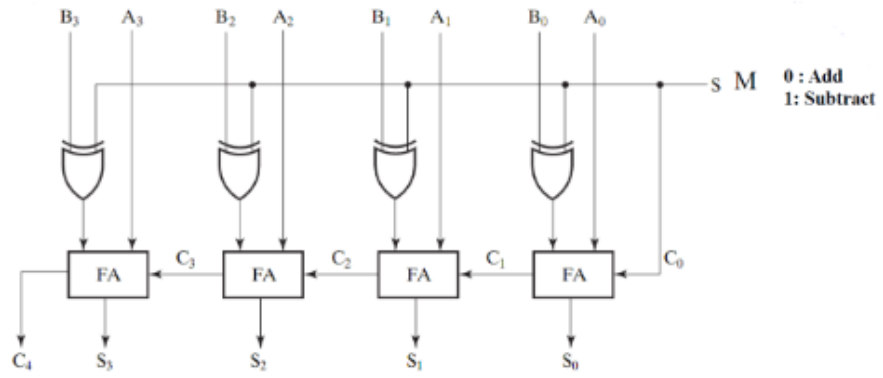 B₃ A₃ B₂ A₂ B₁ A₁ B₀ A₀
S M 0 : Add
1: Subtract
C₃ C₂ C₁ C₀
FA FA FA FA
C₄ S₃ S₂ S₁ S₀